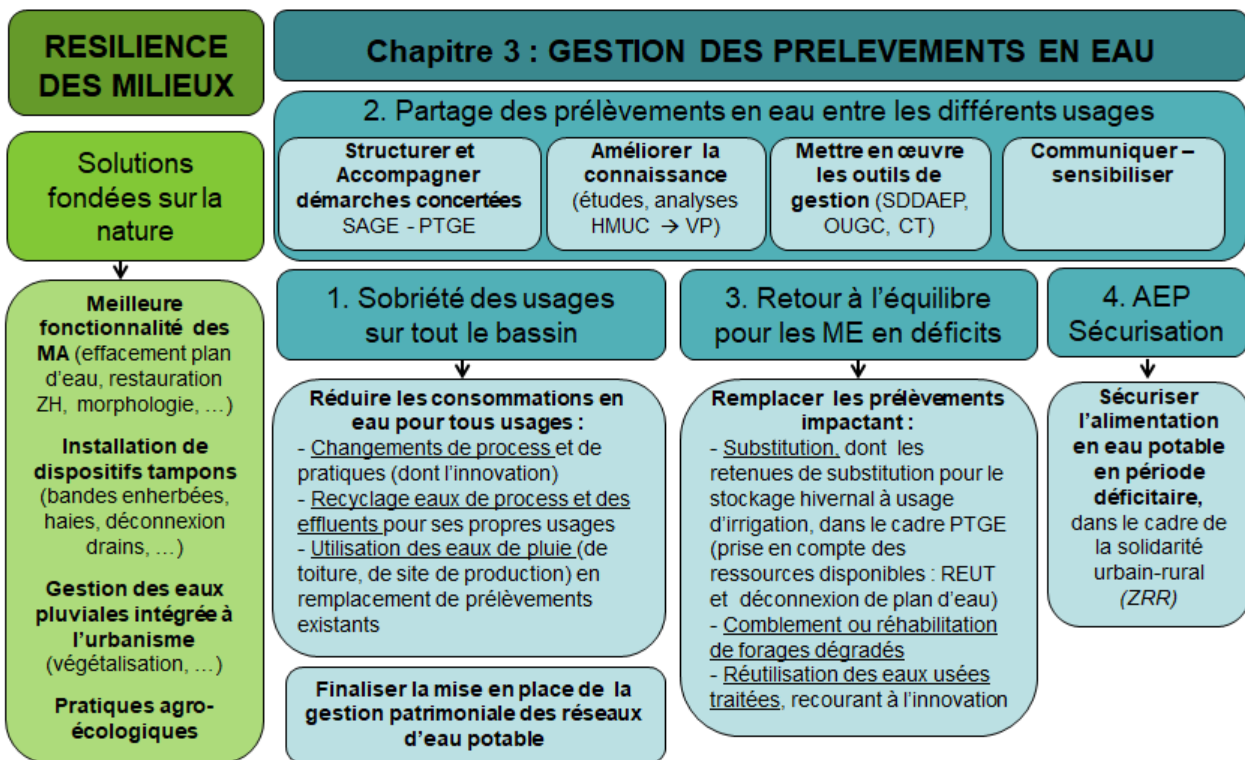 RESILIENCE
DES MILIEUX
Solutions
fondées sur la
nature
Meilleure
fonctionnalité des
MA (effacement plan
d'eau, restauration
ZH, morphologie, …)
Installation de
dispositifs tampons
(bandes enherbées,
haies, déconnexion
drains, …)
Gestion des eaux
pluviales intégrée à
l'urbanisme
(végétalisation, …)
Pratiques agro-
écologiques
Chapitre 3 : GESTION DES PRELEVEMENTS EN EAU
2. Partage des prélèvements en eau entre les différents usages
Structurer et
Accompagner
démarches concertées
SAGE - PTGE
Améliorer la
connaissance
(études, analyses
HMUC → VP)
Mettre en œuvre
les outils de
gestion (SDDAEP,
OUGC, CT)
Communiquer –
sensibiliser
1. Sobriété des usages
sur tout le bassin
Réduire les consommations en
eau pour tous usages :
- Changements de process et de
pratiques (dont l'innovation)
- Recyclage eaux de process et des
effluents pour ses propres usages
- Utilisation des eaux de pluie (de
toiture, de site de production) en
remplacement de prélèvements
existants
Finaliser la mise en place de la
gestion patrimoniale des réseaux
d'eau potable
3. Retour à l'équilibre
pour les ME en déficits
Remplacer les prélèvements
impactant :
- Substitution, dont les
retenues de substitution pour le
stockage hivernal à usage
d'irrigation, dans le cadre PTGE
(prise en compte des
ressources disponibles : REUT
et déconnexion de plan d'eau)
- Comblement ou réhabilitation
de forages dégradés
- Réutilisation des eaux usées
traitées, recourant à l'innovation
4. AEP
Sécurisation
Sécuriser
l'alimentation
en eau potable
en période
déficitaire,
dans le cadre de
la solidarité
urbain-rural
(ZRR)